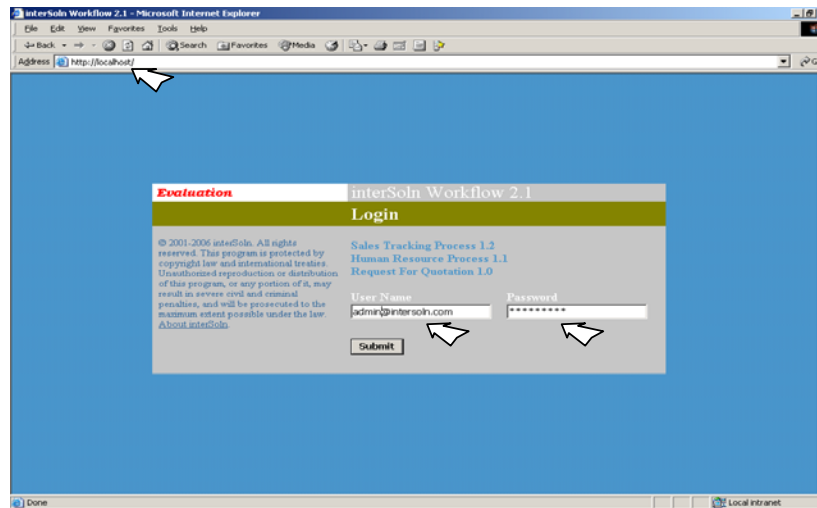 interSoln Workflow 2.1 - Microsoft Internet Explorer
File Edit View Favorites Tools Help
Back Search Favorites Media
Address http://localhost/
Evaluation
interSoln Workflow 2.1
Login
© 2001-2006 interSoln. All rights
reserved. This program is protected by
copyright law and international treaties.
Unauthorized reproduction or distribution
of this program, or any portion of it, may
result in severe civil and criminal
penalties, and will be prosecuted to the
maximum extent possible under the law.
About interSoln.
Sales Tracking Process 1.2
Human Resource Process 1.1
Request For Quotation 1.0
User Name Password
admin@intersoln.com *********
Submit
Done Local intranet